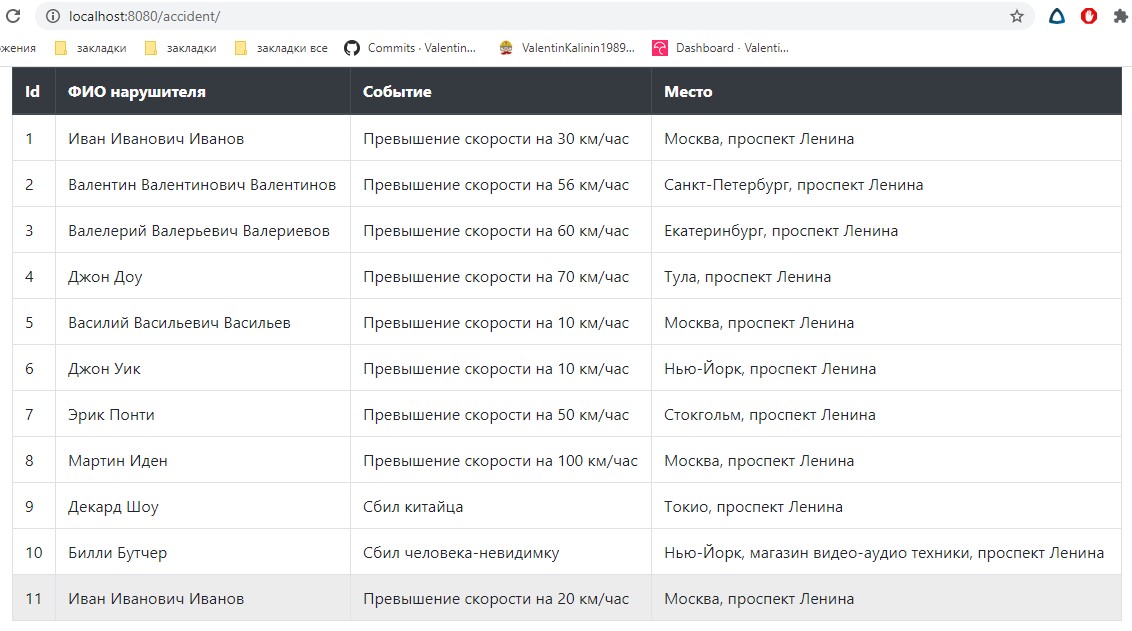 localhost:8080/accident/
жения закладки закладки закладки все Commits · Valentin... ValentinKalinin1989... Dashboard · Valenti...
Id ФИО нарушителя Событие Место
1 Иван Иванович Иванов Превышение скорости на 30 км/час Москва, проспект Ленина
2 Валентин Валентинович Валентинов Превышение скорости на 56 км/час Санкт-Петербург, проспект Ленина
3 Валелерий Валерьевич Валериевов Превышение скорости на 60 км/час Екатеринбург, проспект Ленина
4 Джон Доу Превышение скорости на 70 км/час Тула, проспект Ленина
5 Василий Васильевич Васильев Превышение скорости на 10 км/час Москва, проспект Ленина
6 Джон Уик Превышение скорости на 10 км/час Нью-Йорк, проспект Ленина
7 Эрик Понти Превышение скорости на 50 км/час Стокгольм, проспект Ленина
8 Мартин Иден Превышение скорости на 100 км/час Москва, проспект Ленина
9 Декард Шоу Сбил китайца Токио, проспект Ленина
10 Билли Бутчер Сбил человека-невидимку Нью-Йорк, магазин видео-аудио техники, проспект Ленина
11 Иван Иванович Иванов Превышение скорости на 20 км/час Москва, проспект Ленина